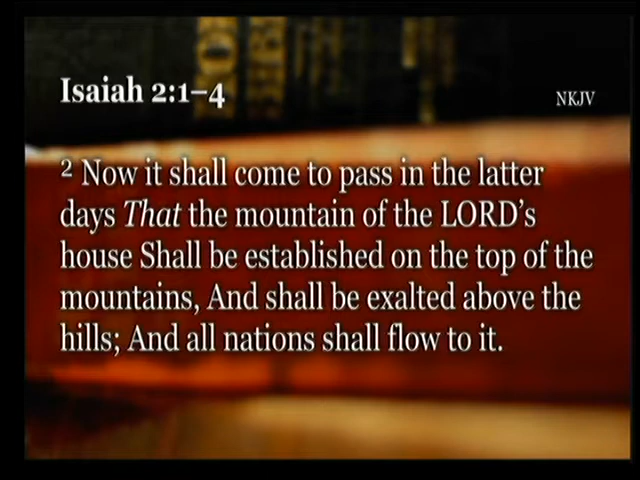 Isaiah 2:1–4
NKJV
2 Now it shall come to pass in the latter
days That the mountain of the LORD’s
house Shall be established on the top of the
mountains, And shall be exalted above the
hills; And all nations shall flow to it.